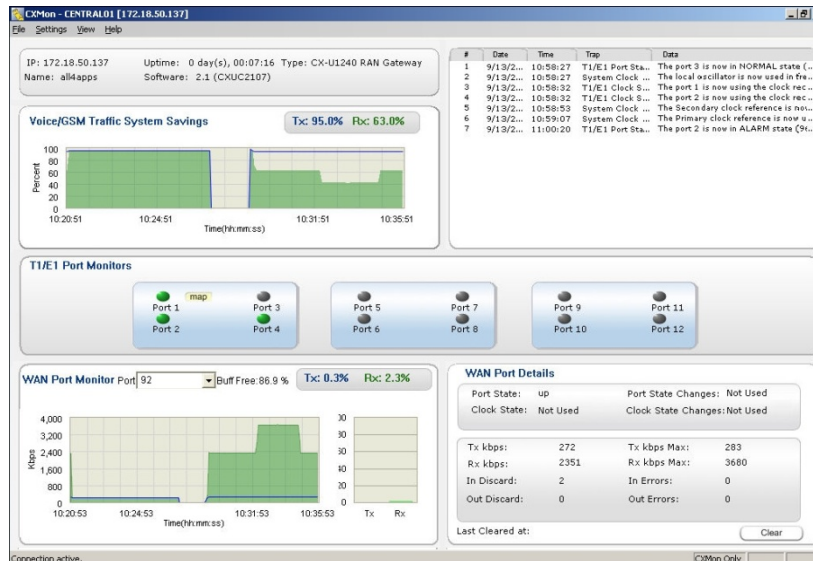 CXMon - CENTRAL01 [172.18.50.137]
File Settings View Help
IP: 172.18.50.137 Uptime: 0 day(s), 00:07:16 Type: CX-U1240 RAN Gateway
Name: all4apps Software: 2.1 (CXUC2107)
# Date Time Trap Data
1 9/13/2... 10:58:27 T1/E1 Port Sta... The port 3 is now in NORMAL state (...
2 9/13/2... 10:58:27 System Clock ... The local oscillator is now used in fre...
3 9/13/2... 10:58:32 T1/E1 Clock S... The port 1 is now using the clock rec...
4 9/13/2... 10:58:32 T1/E1 Clock S... The port 2 is now using the clock rec...
5 9/13/2... 10:58:53 System Clock ... The Secondary clock reference is now...
6 9/13/2... 10:59:07 System Clock ... The Primary clock reference is now u...
7 9/13/2... 11:00:20 T1/E1 Port Sta... The port 2 is now in ALARM state
Voice/GSM Traffic System Savings Tx: 95.0% Rx: 63.0%
Percent
100
80
60
40
20
0
10:20:51 10:24:51 10:31:51 10:35:51
Time(hh:mm:ss)
T1/E1 Port Monitors
Port 1 map Port 3
Port 2 Port 4
Port 5 Port 7
Port 6 Port 8
Port 9 Port 11
Port 10 Port 12
WAN Port Monitor Port 92 Buff Free:86.9 % Tx: 0.3% Rx: 2.3%
Kbps
4,000
3,200
2,400
1,600
800
0
10:20:53 10:24:53 10:31:53 10:35:53
Time(hh:mm:ss)
80
60
40
20
0
Tx Rx
WAN Port Details
Port State: up Port State Changes: Not Used
Clock State: Not Used Clock State Changes: Not Used
Tx kbps: 272 Tx kbps Max: 283
Rx kbps: 2351 Rx kbps Max: 3680
In Discard: 2 In Errors: 0
Out Discard: 0 Out Errors: 0
Last Cleared at: Clear
Connection active. CXMon Only